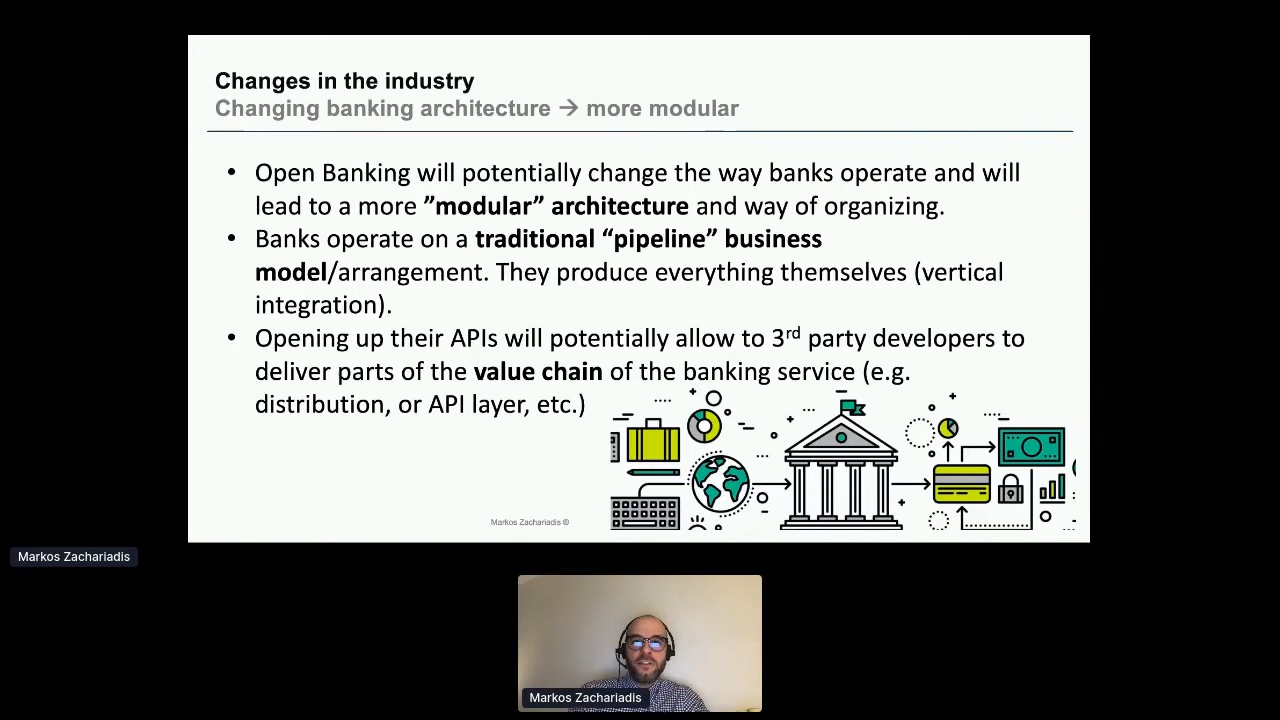 Changes in the industry
Changing banking architecture → more modular
• Open Banking will potentially change the way banks operate and will
lead to a more ”modular” architecture and way of organizing.
• Banks operate on a traditional “pipeline” business
model/arrangement. They produce everything themselves (vertical
integration).
• Opening up their APIs will potentially allow to 3rd party developers to
deliver parts of the value chain of the banking service (e.g.
distribution, or API layer, etc.)
Markos Zachariadis ©
Markos Zachariadis
Markos Zachariadis